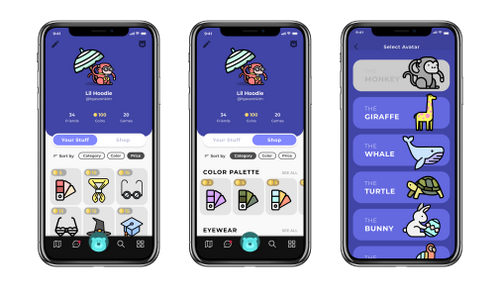 9:41
Lil Hoodie
34
100
20
Friends
Coins
Games
Your Stuff
Shop
Sort by
Category
Color
Price
9:41
Lil Hoodie
34
100
20
Friends
Coins
Games
Your Stuff
Shop
Sort by
Category
Color
Price
COLOR PALETTE
SEE ALL
EYEWEAR
SEE ALL
9:41
Select Avatar
THE
MONKEY
THE
GIRAFFE
THE
WHALE
THE
TURTLE
THE
BUNNY
THE